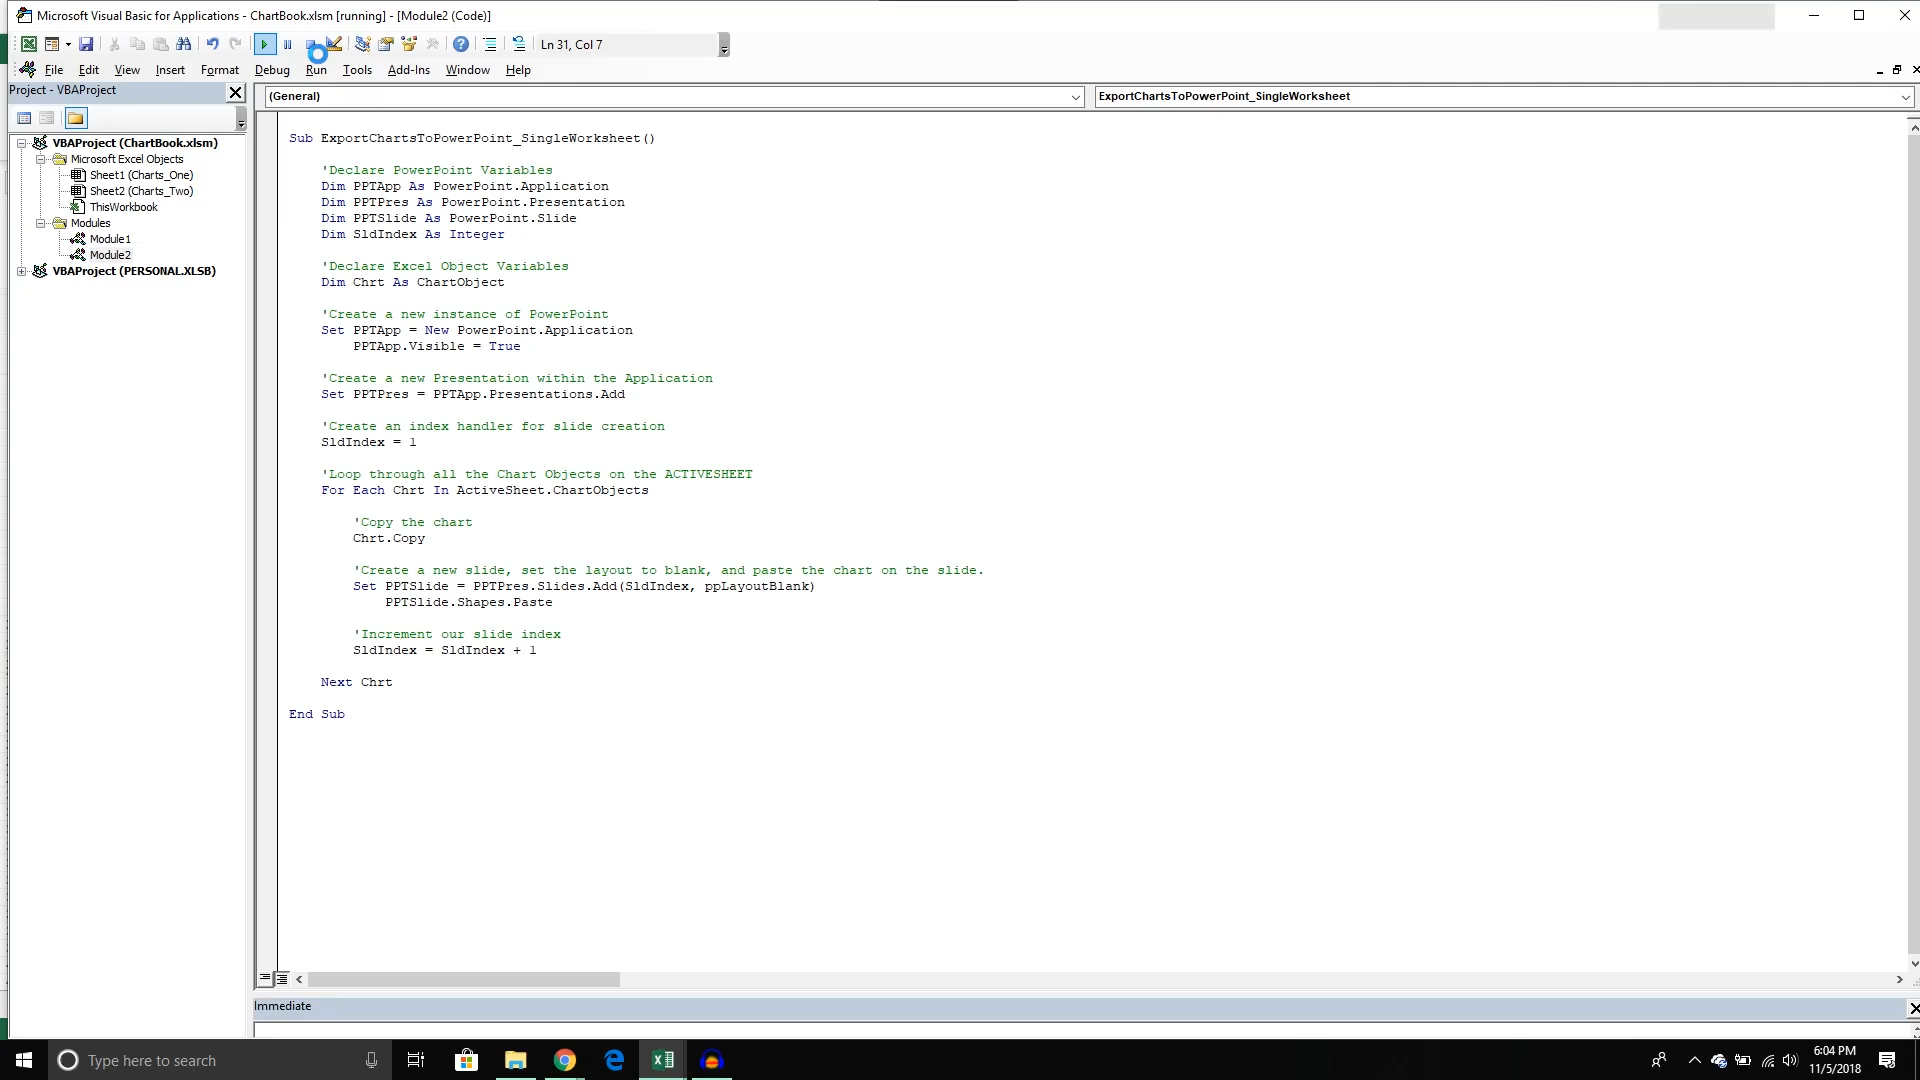 Microsoft Visual Basic for Applications - ChartBook.xlsm [running] - [Module2 (Code)]
Ln 31, Col 7
File Edit View Insert Format Debug Run Tools Add-Ins Window Help
Project - VBAProject
(General)
ExportChartsToPowerPoint_SingleWorksheet
VBAProject (ChartBook.xlsm)
Microsoft Excel Objects
Sheet1 (Charts_One)
Sheet2 (Charts_Two)
ThisWorkbook
Modules
Module1
Module2
VBAProject (PERSONAL.XLSB)
Sub ExportChartsToPowerPoint_SingleWorksheet()
'Declare PowerPoint Variables
Dim PPTApp As PowerPoint.Application
Dim PPTPres As PowerPoint.Presentation
Dim PPTSlide As PowerPoint.Slide
Dim SldIndex As Integer
'Declare Excel Object Variables
Dim Chrt As ChartObject
'Create a new instance of PowerPoint
Set PPTApp = New PowerPoint.Application
PPTApp.Visible = True
'Create a new Presentation within the Application
Set PPTPres = PPTApp.Presentations.Add
'Create an index handler for slide creation
SldIndex = 1
'Loop through all the Chart Objects on the ACTIVESHEET
For Each Chrt In ActiveSheet.ChartObjects
'Copy the chart
Chrt.Copy
'Create a new slide, set the layout to blank, and paste the chart on the slide.
Set PPTSlide = PPTPres.Slides.Add(SldIndex, ppLayoutBlank)
PPTSlide.Shapes.Paste
'Increment our slide index
SldIndex = SldIndex + 1
Next Chrt
End Sub
Immediate
Type here to search
6:04 PM
11/5/2018